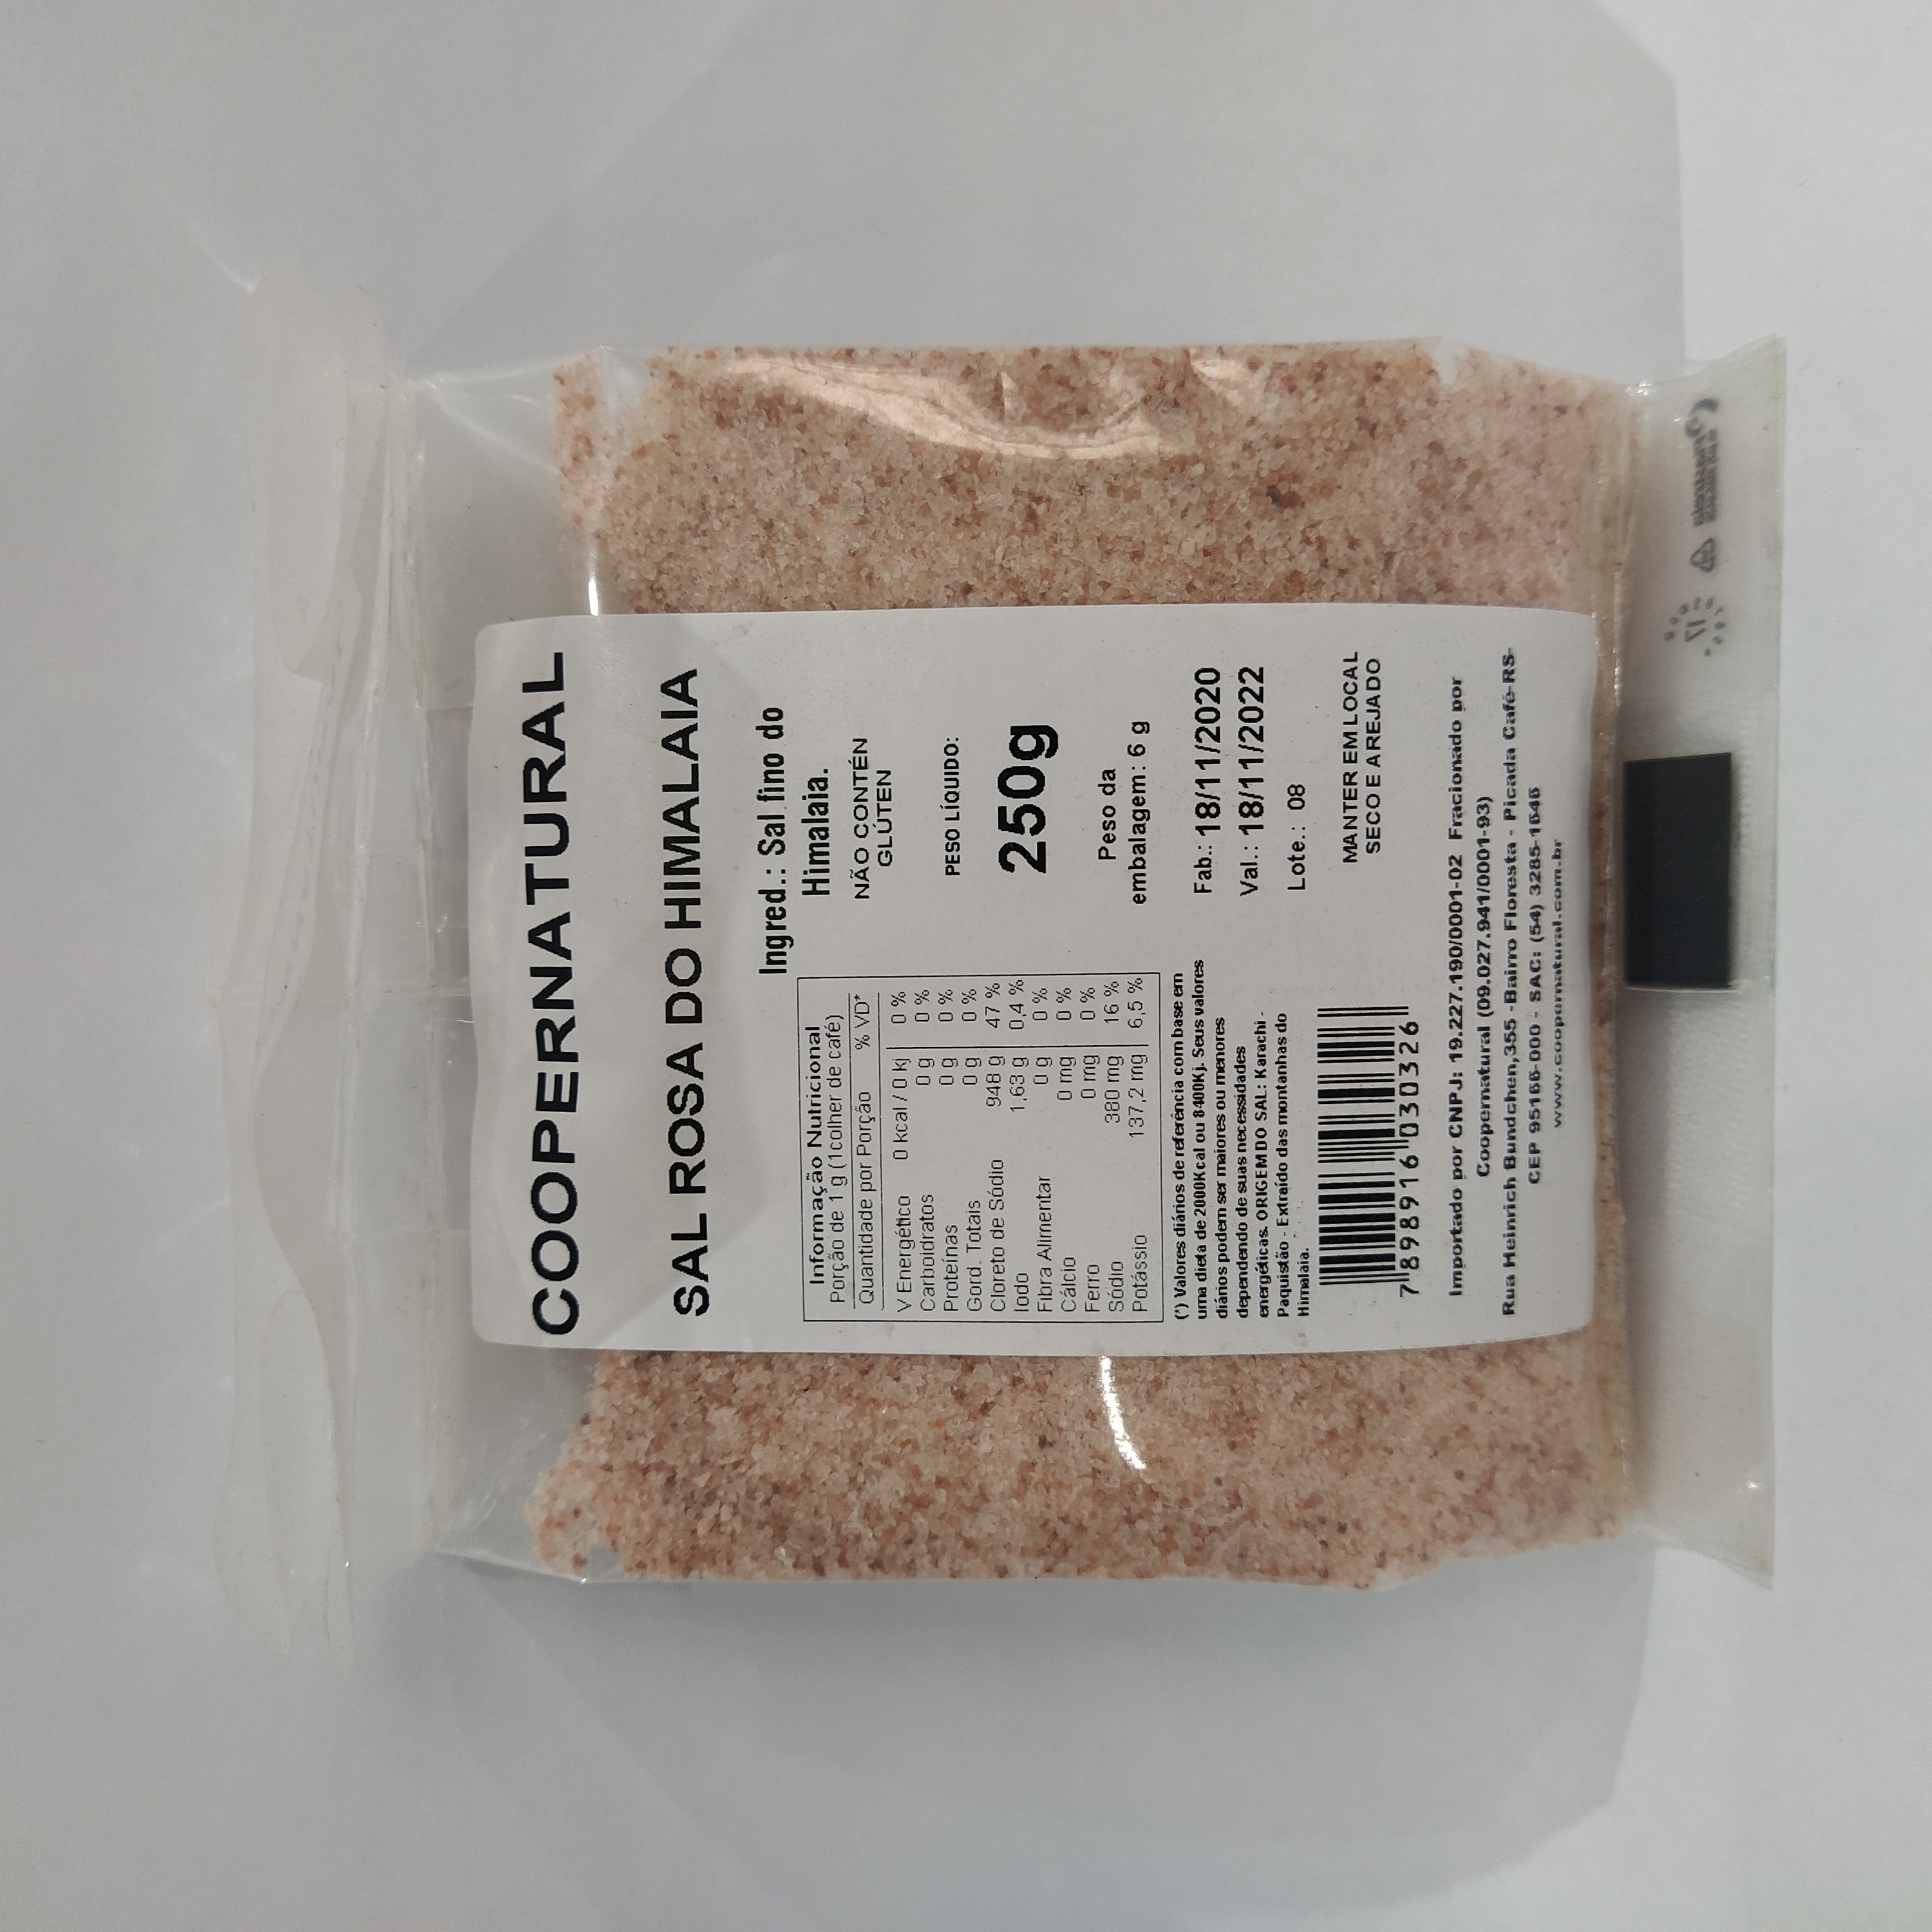 COOPERNATURAL
SAL ROSA DO HIMALAIA
Ingred.: Sal fino do
Himalaia.
NÃO CONTÉN
GLÚTEN
PESO LÍQUIDO:
250g
Peso da
embalagem: 6 g
Fab.: 18/11/2020
Val.: 18/11/2022
Lote.: 08
MANTER EM LOCAL
SECO E AREJADO
Informação Nutricional
Porção de 1 g (1colher de café)
Quantidade por Porção % VD*
V Energético 0 kcal / 0 kj 0 %
Carboidratos 0 g 0 %
Proteínas 0 g 0 %
Gord. Totais 0 g 0 %
Cloreto de Sódio 948 g 47 %
Iodo 1,63 g 0,4 %
Fibra Alimentar 0 g 0 %
Cálcio 0 mg 0 %
Ferro 0 mg 0 %
Sódio 380 mg 16 %
Potássio 137,2 mg 6,5 %
(*) Valores diários de referência com base em
uma dieta de 2000Kcal ou 8400Kj. Seus valores
diários podem ser maiores ou menores
dependendo de suas necessidades
energéticas. ORIGEM DO SAL: Karachi -
Paquistão - Extraído das montanhas do
Himalaia.
7 898916 030326
Importado por CNPJ: 19.227.190/0001-02 Fracionado por
Coopernatural (09.027.941/0001-93)
Rua Heinrich Bundchen,355 -Bairro Floresta - Picada Café-RS-
CEP 95166-000 - SAC: (54) 3285-1646
www.coopernatural.com.br
17